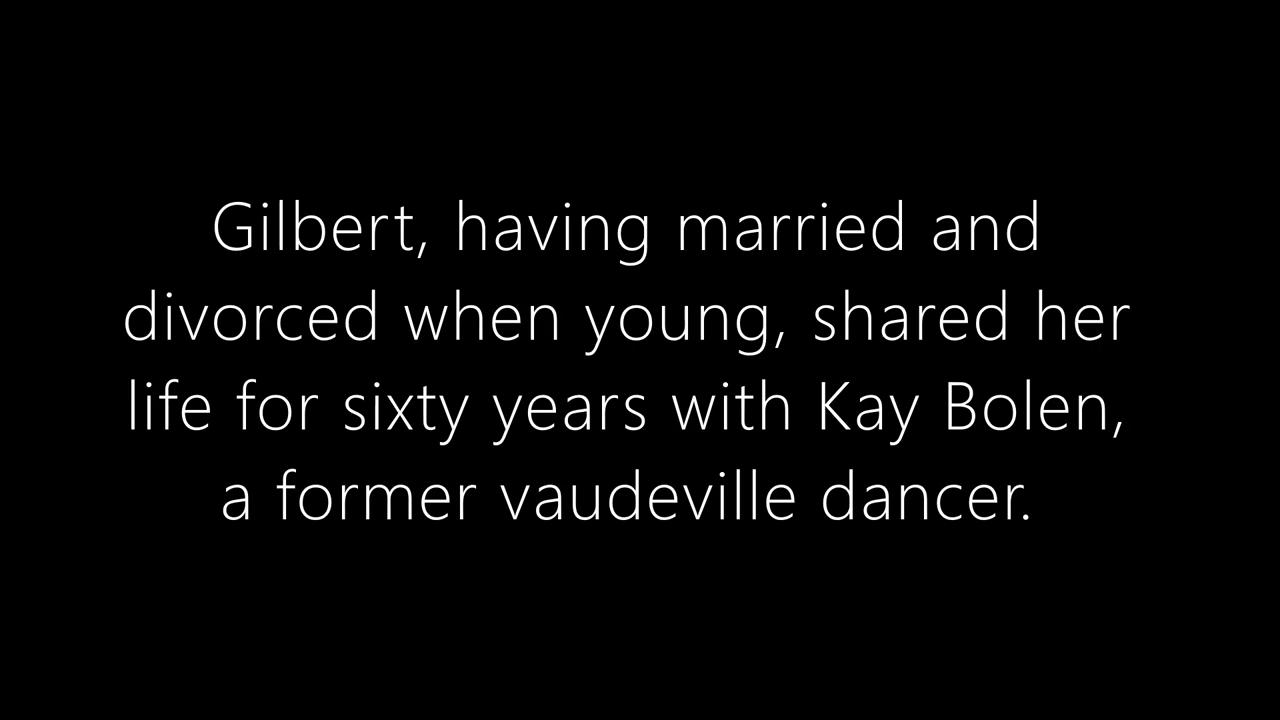 Gilbert, having married and
divorced when young, shared her
life for sixty years with Kay Bolen,
a former vaudeville dancer.